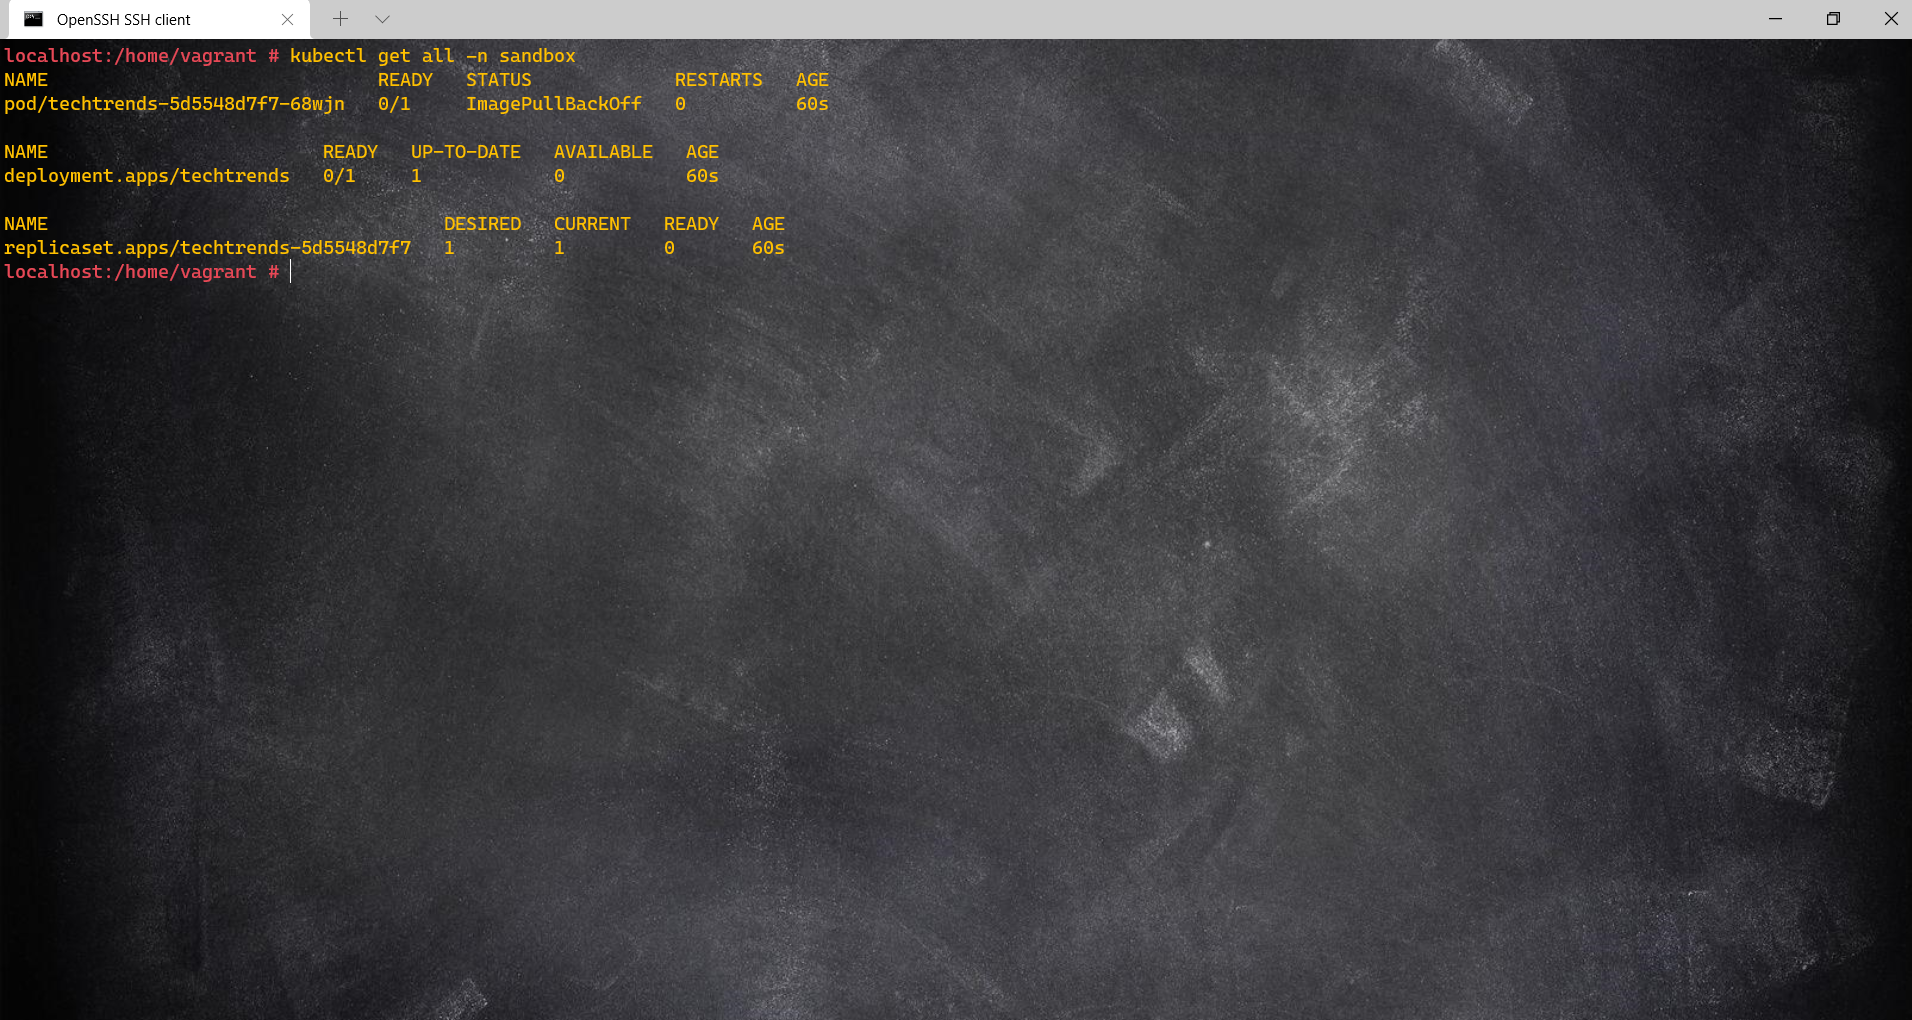 OpenSSH SSH client
localhost:/home/vagrant # kubectl get all -n sandbox
NAME READY STATUS RESTARTS AGE
pod/techtrends-5d5548d7f7-68wjn 0/1 ImagePullBackOff 0 60s
NAME READY UP-TO-DATE AVAILABLE AGE
deployment.apps/techtrends 0/1 1 0 60s
NAME DESIRED CURRENT READY AGE
replicaset.apps/techtrends-5d5548d7f7 1 1 0 60s
localhost:/home/vagrant #